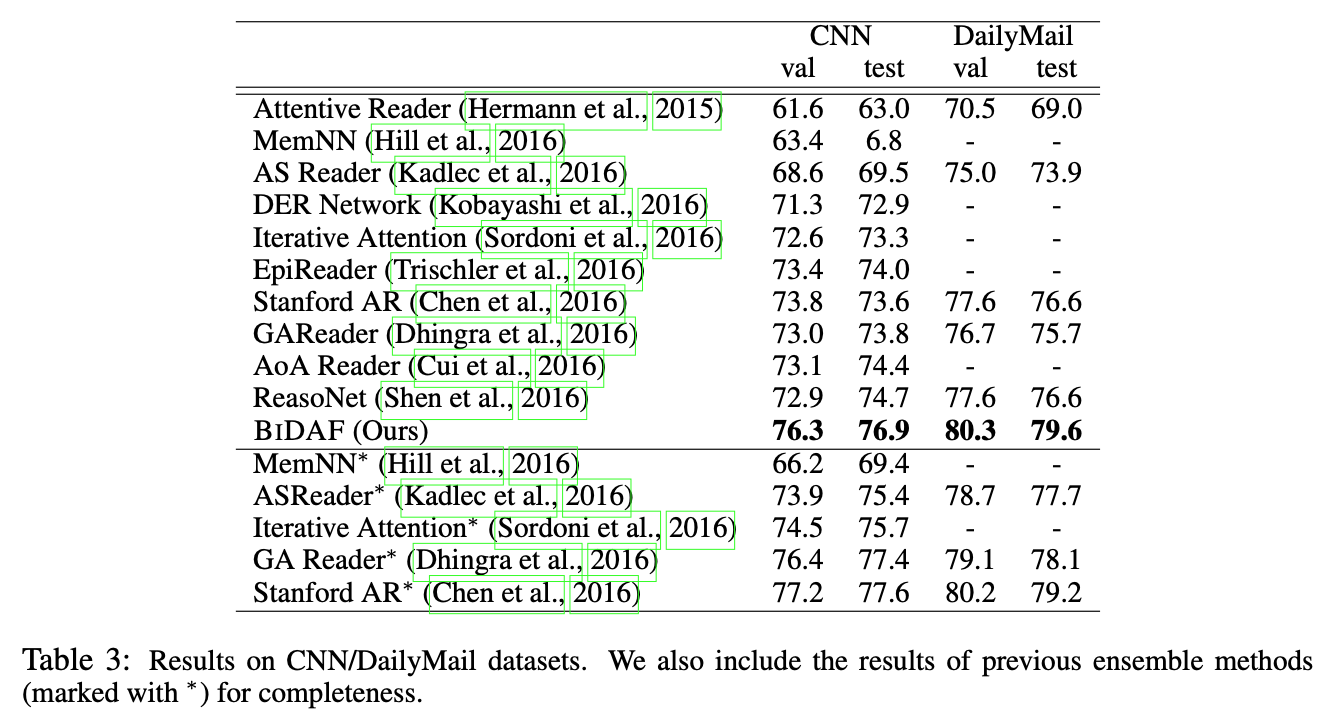 CNN DailyMail
val test val test
Attentive Reader (Hermann et al., 2015) 61.6 63.0 70.5 69.0
MemNN (Hill et al., 2016) 63.4 6.8 - -
AS Reader (Kadlec et al., 2016) 68.6 69.5 75.0 73.9
DER Network (Kobayashi et al., 2016) 71.3 72.9 - -
Iterative Attention (Sordoni et al., 2016) 72.6 73.3 - -
EpiReader (Trischler et al., 2016) 73.4 74.0 - -
Stanford AR (Chen et al., 2016) 73.8 73.6 77.6 76.6
GAReader (Dhingra et al., 2016) 73.0 73.8 76.7 75.7
AoA Reader (Cui et al., 2016) 73.1 74.4 - -
ReasoNet (Shen et al., 2016) 72.9 74.7 77.6 76.6
BIDAF (Ours) 76.3 76.9 80.3 79.6
MemNN* (Hill et al., 2016) 66.2 69.4 - -
ASReader* (Kadlec et al., 2016) 73.9 75.4 78.7 77.7
Iterative Attention* (Sordoni et al., 2016) 74.5 75.7 - -
GA Reader* (Dhingra et al., 2016) 76.4 77.4 79.1 78.1
Stanford AR* (Chen et al., 2016) 77.2 77.6 80.2 79.2
Table 3: Results on CNN/DailyMail datasets. We also include the results of previous ensemble methods
(marked with *) for completeness.